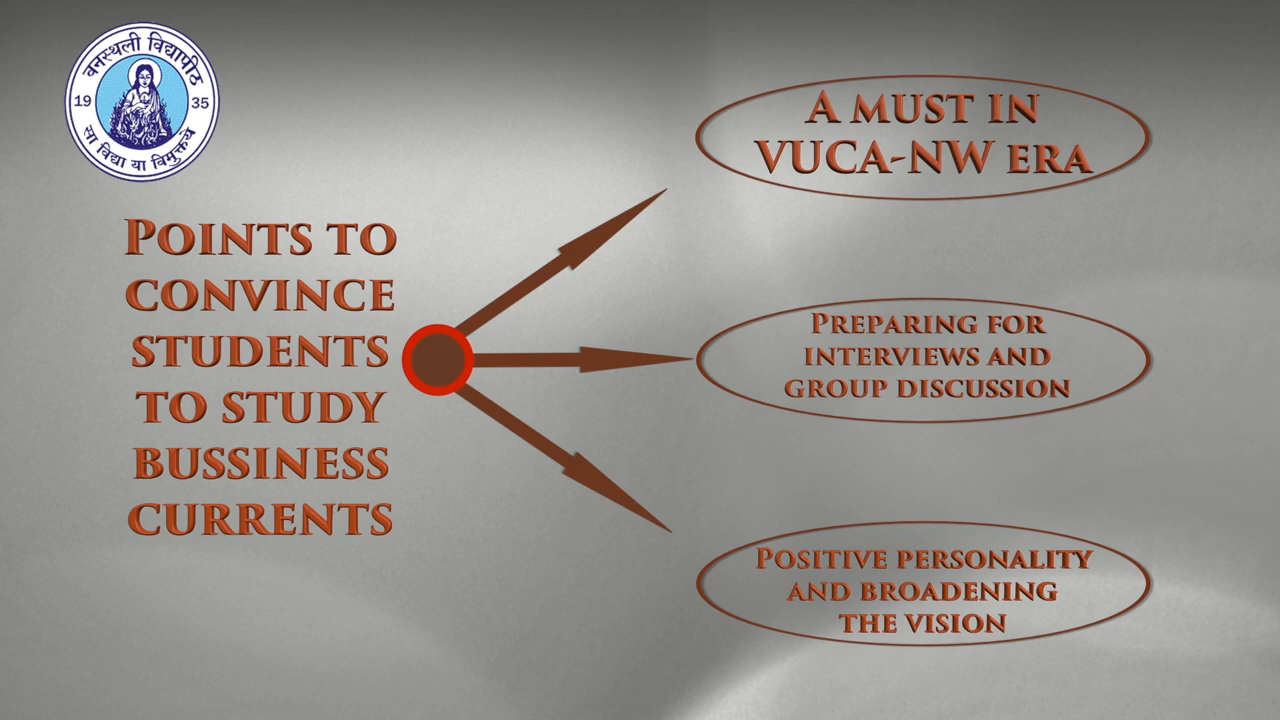 वनस्थली विद्यापीठ
19 35
सा विद्या या विमुक्तये
POINTS TO
CONVINCE
STUDENTS
TO STUDY
BUSSINESS
CURRENTS
A MUST IN
VUCA-NW ERA
PREPARING FOR
INTERVIEWS AND
GROUP DISCUSSION
POSITIVE PERSONALITY
AND BROADENING
THE VISION